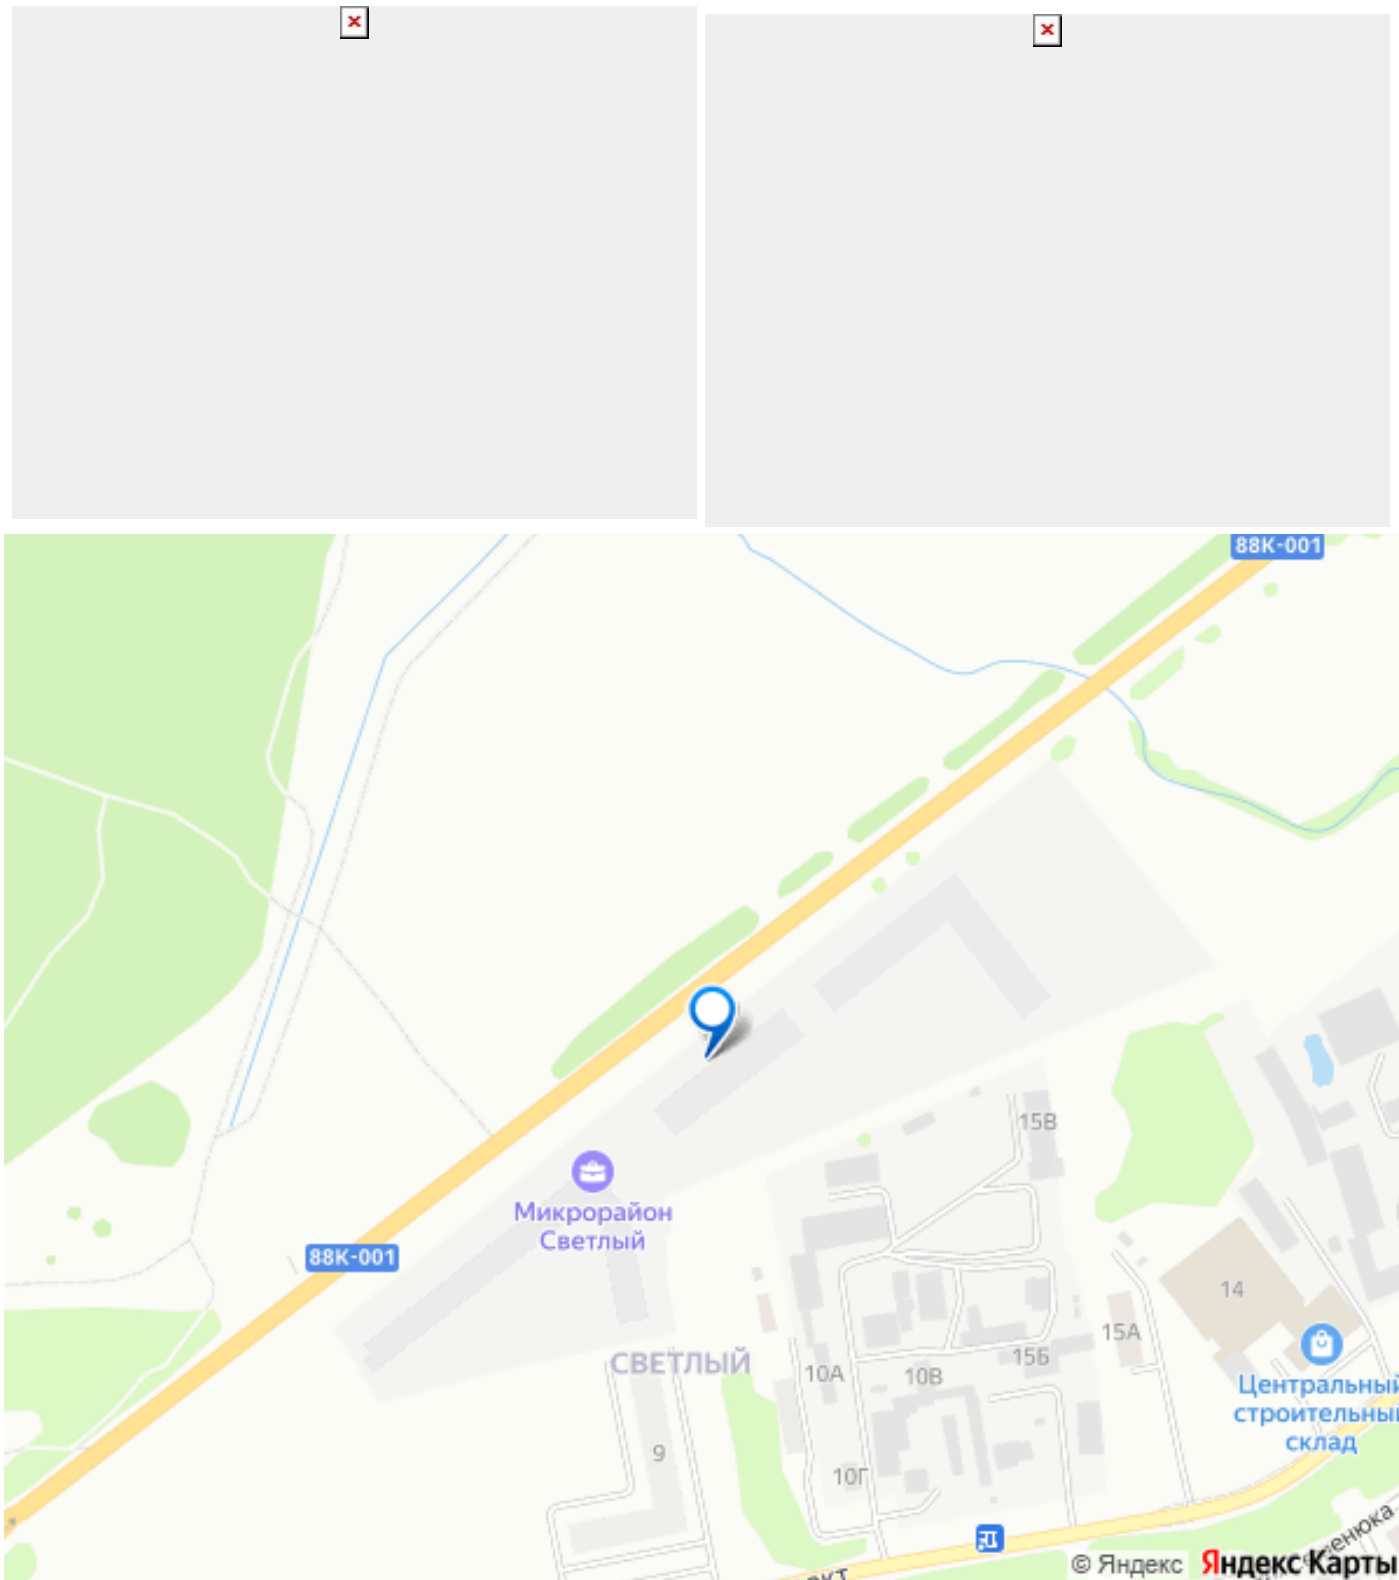 88К-001
15В
Микрорайон
Светлый
88К-001
14
15А
СВЕТЛЫЙ
15Б
10А
10В
Центральный
строительный
склад
9
10Г
© Яндекс
Яндекс Карты